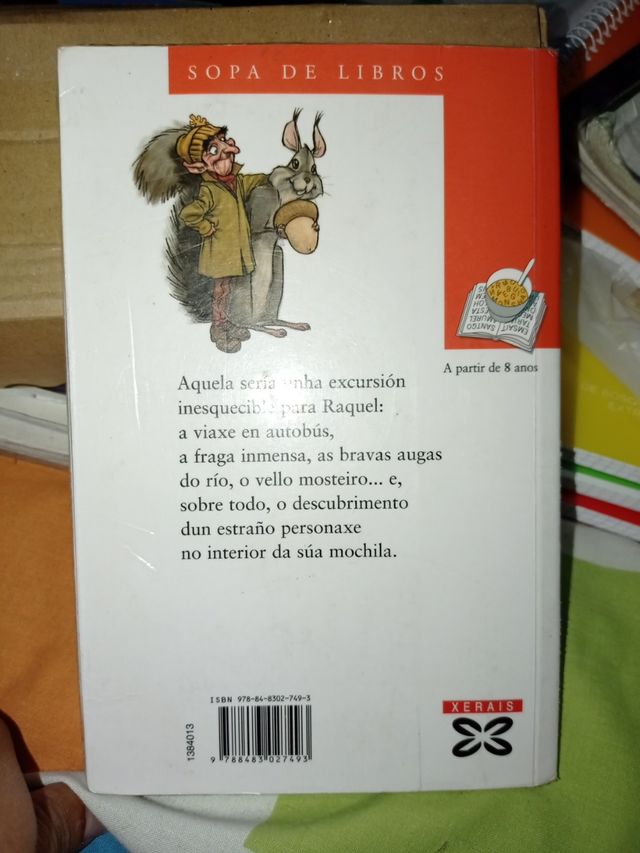 SOPA DE LIBROS
A partir de 8 anos
Aquela sería unha excursión
inesquecible para Raquel:
a viaxe en autobús,
a fraga inmensa, as bravas augas
do río, o vello mosteiro... e,
sobre todo, o descubrimento
dun estraño personaxe
no interior da súa mochila.
ISBN 978-84-8302-749-3
1384013
9 788483 027493
XERAIS